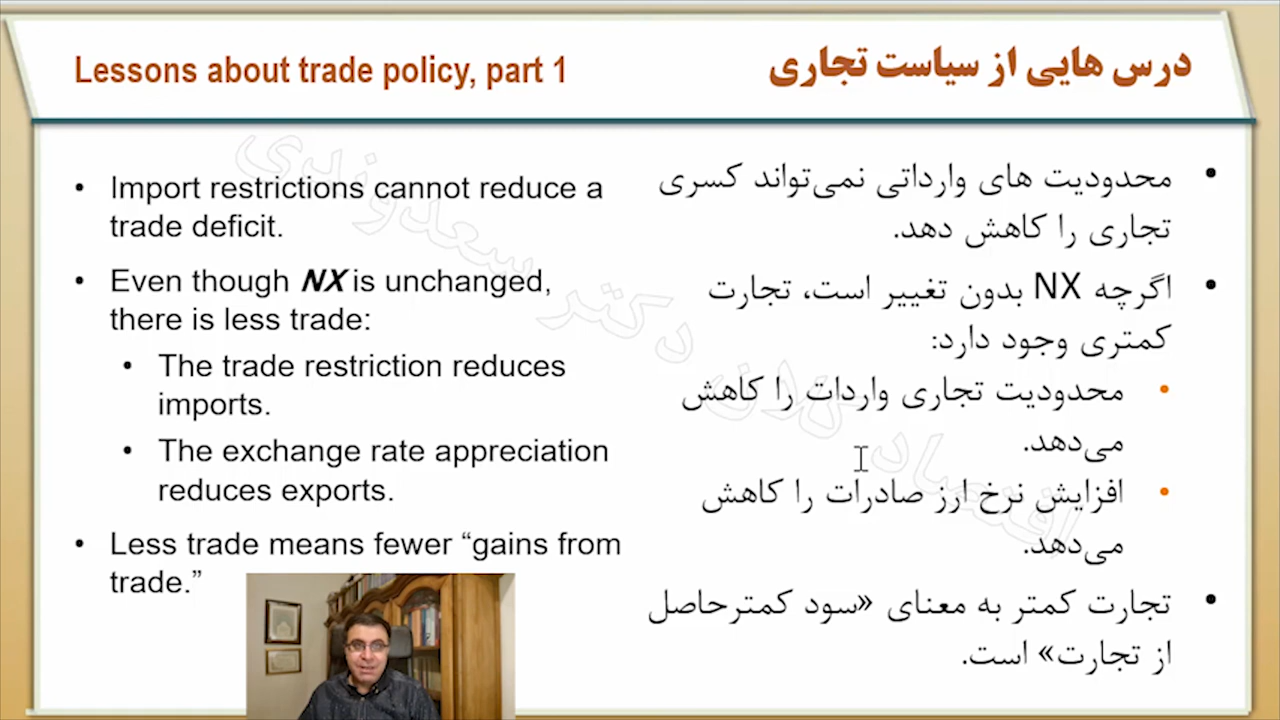 Lessons about trade policy, part 1
درس هایی از سیاست تجاری
• Import restrictions cannot reduce a
trade deficit.
• Even though NX is unchanged,
there is less trade:
• The trade restriction reduces
imports.
• The exchange rate appreciation
reduces exports.
• Less trade means fewer “gains from
trade.”
• محدودیت های وارداتی نمی‌تواند کسری
تجاری را کاهش دهد.
• اگرچه NX بدون تغییر است، تجارت
کمتری وجود دارد:
• محدودیت تجاری واردات را کاهش
می‌دهد.
• افزایش نرخ ارز صادرات را کاهش
می‌دهد.
• تجارت کمتر به معنای «سود کمترحاصل
از تجارت» است.
اقتصاد کلان دکتر سعدوندی